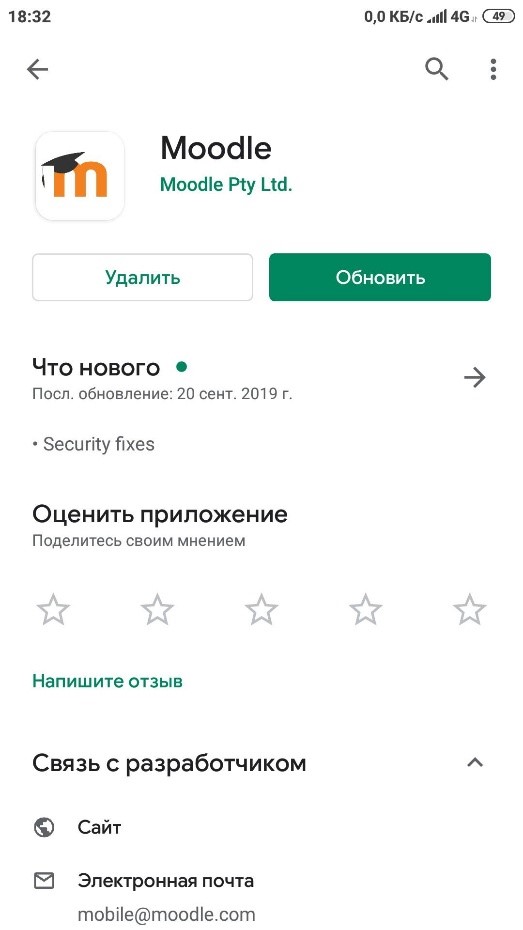 18:32
0,0 КБ/с 4G 49
Moodle
Moodle Pty Ltd.
Удалить
Обновить
Что нового
Посл. обновление: 20 сент. 2019 г.
• Security fixes
Оценить приложение
Поделитесь своим мнением
Напишите отзыв
Связь с разработчиком
Сайт
Электронная почта
mobile@moodle.com